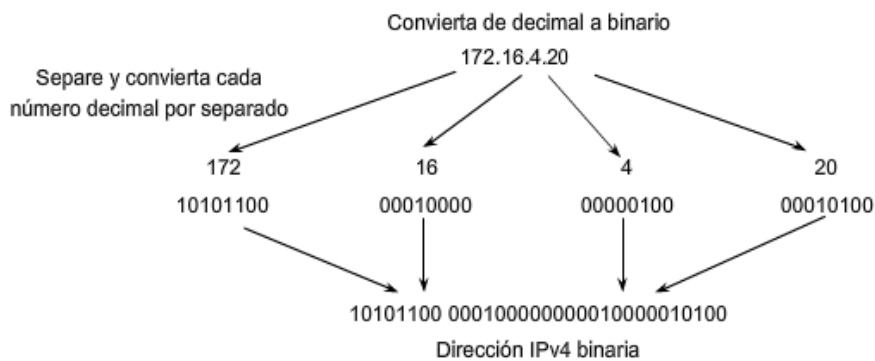 Convierta de decimal a binario
172.16.4.20
Separe y convierta cada
número decimal por separado
172 16 4 20
10101100 00010000 00000100 00010100
10101100 000100000000010000010100
Dirección IPv4 binaria